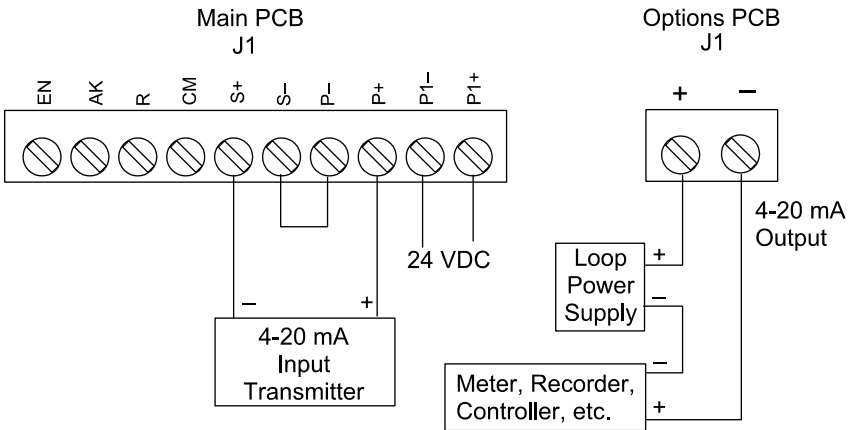 Main PCB
J1
EN AK R CM S+ S– P– P+ P1– P1+
24 VDC
– +
4-20 mA
Input
Transmitter
Options PCB
J1
+ –
4-20 mA
Output
Loop
Power
Supply
+
–
Meter, Recorder,
Controller, etc.
–
+